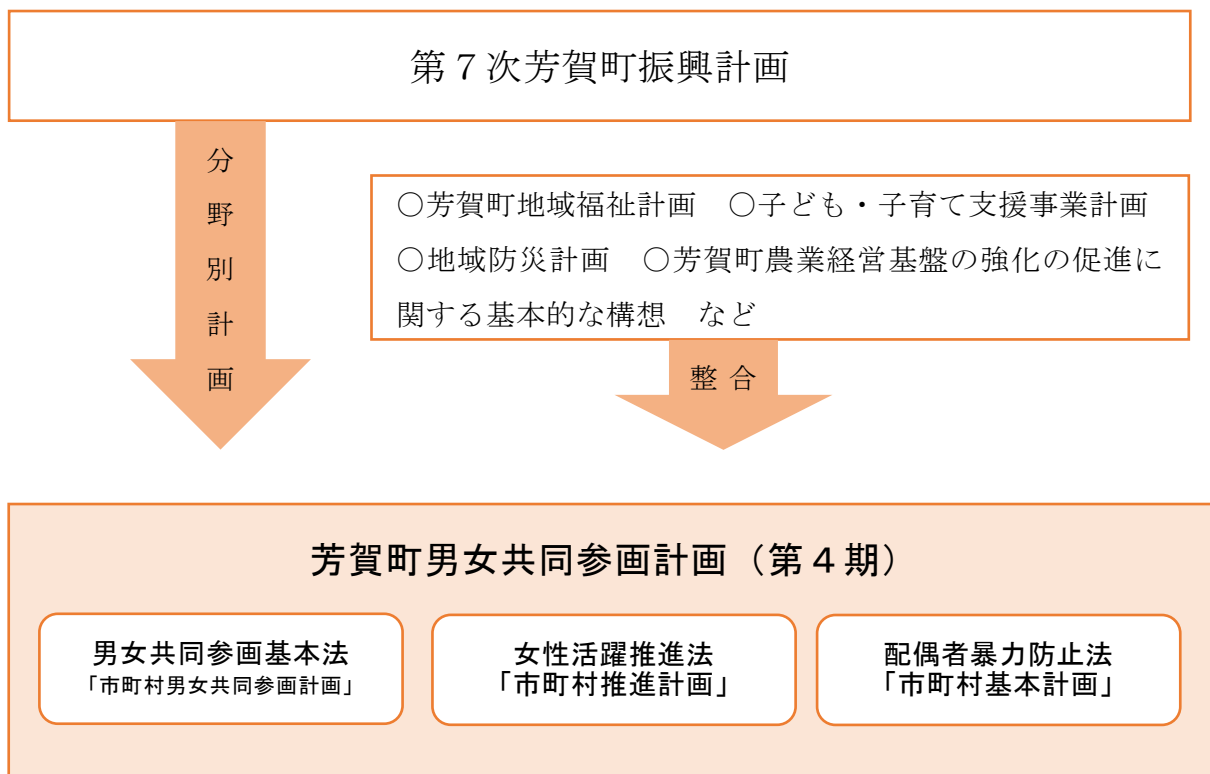 第７次芳賀町振興計画
分野別計画
○芳賀町地域福祉計画　○子ども・子育て支援事業計画
○地域防災計画　○芳賀町農業経営基盤の強化の促進に
関する基本的な構想　など
整合
芳賀町男女共同参画計画（第４期）
男女共同参画基本法
「市町村男女共同参画計画」
女性活躍推進法
「市町村推進計画」
配偶者暴力防止法
「市町村基本計画」